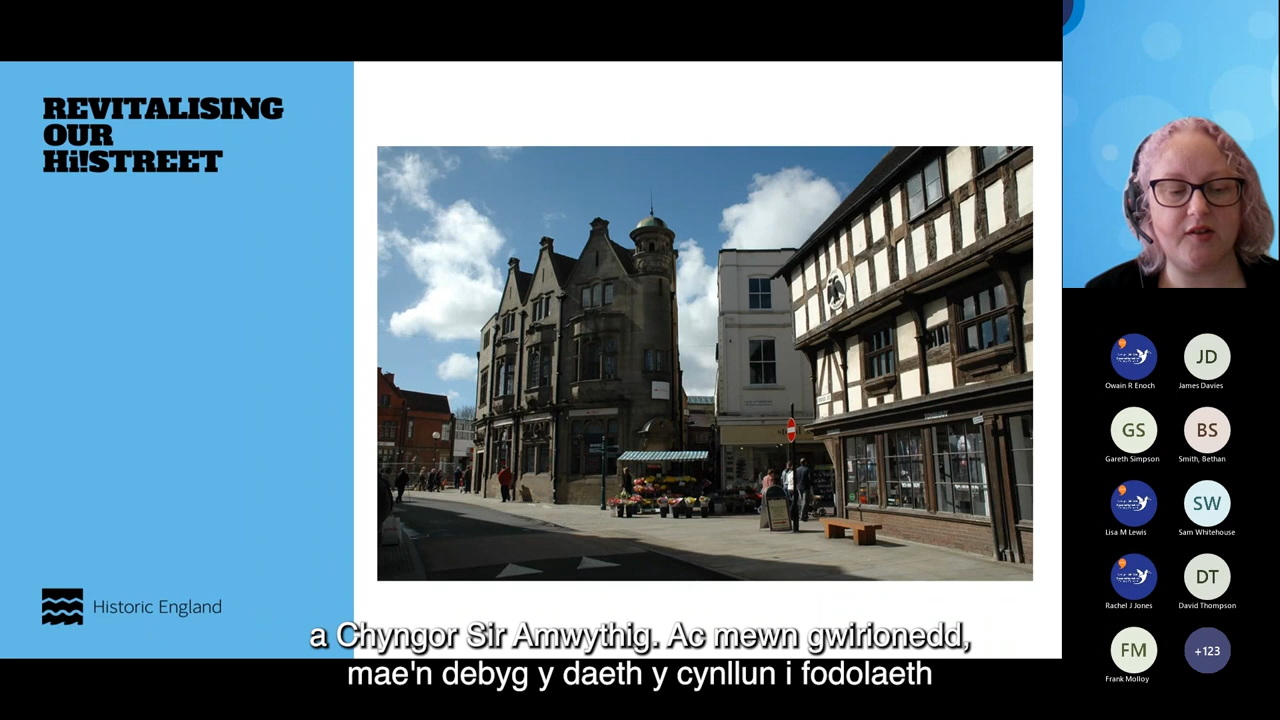 REVITALISING
OUR
Hi!STREET
Historic England
a Chyngor Sir Amwythig. Ac mewn gwirionedd,
mae'n debyg y daeth y cynllun i fodolaeth
Owain R Enoch
JD
James Davies
GS
Gareth Simpson
BS
Smith, Bethan
Lisa M Lewis
SW
Sam Whitehouse
Rachel J Jones
DT
David Thompson
FM
Frank Molloy
+123